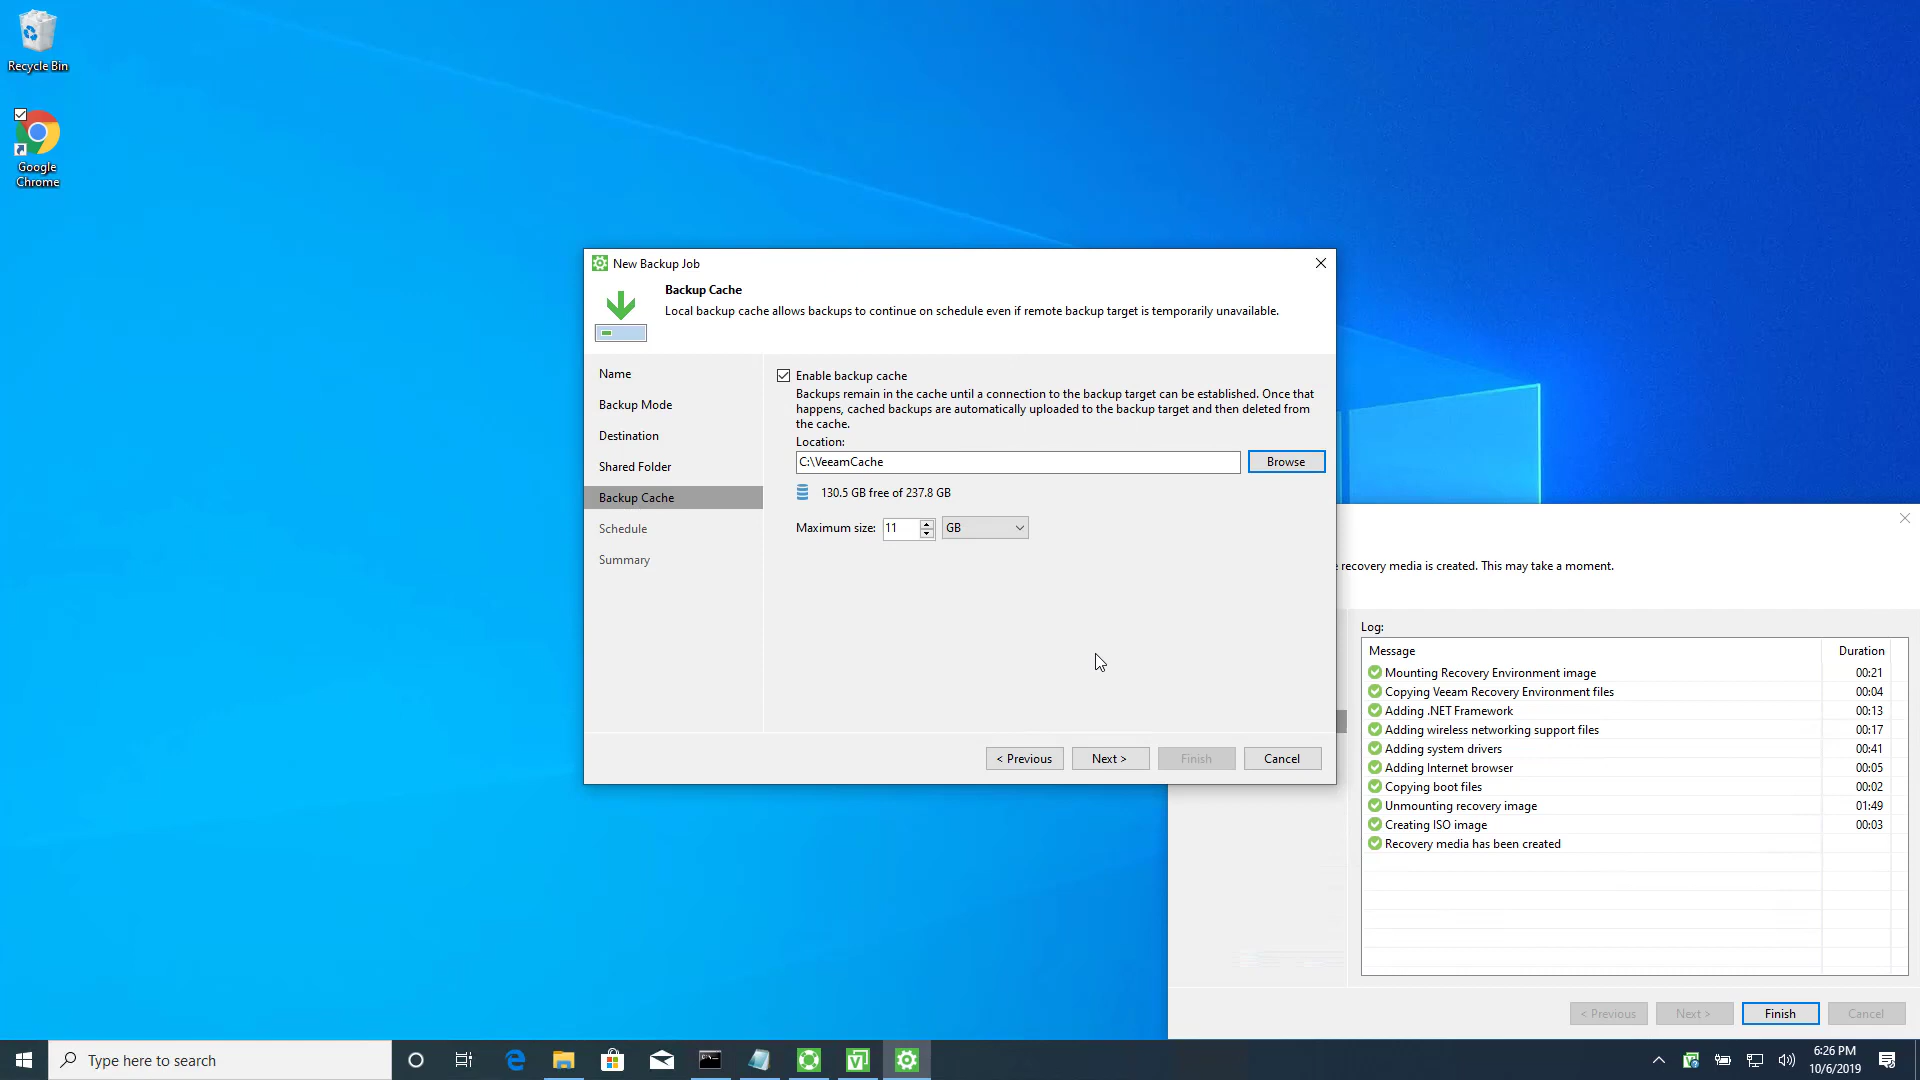 Recycle Bin
Google
Chrome
New Backup Job
Backup Cache
Local backup cache allows backups to continue on schedule even if remote backup target is temporarily unavailable.
Name
Backup Mode
Destination
Shared Folder
Backup Cache
Schedule
Summary
Enable backup cache
Backups remain in the cache until a connection to the backup target can be established. Once that
happens, cached backups are automatically uploaded to the backup target and then deleted from
the cache.
Location:
C:\VeeamCache
Browse
130.5 GB free of 237.8 GB
Maximum size: 11 GB
< Previous Next > Finish Cancel
recovery media is created. This may take a moment.
Log:
Message Duration
Mounting Recovery Environment image 00:21
Copying Veeam Recovery Environment files 00:04
Adding .NET Framework 00:13
Adding wireless networking support files 00:17
Adding system drivers 00:41
Adding Internet browser 00:05
Copying boot files 00:02
Unmounting recovery image 01:49
Creating ISO image 00:03
Recovery media has been created
< Previous Next > Finish Cancel
Type here to search
6:26 PM
10/6/2019